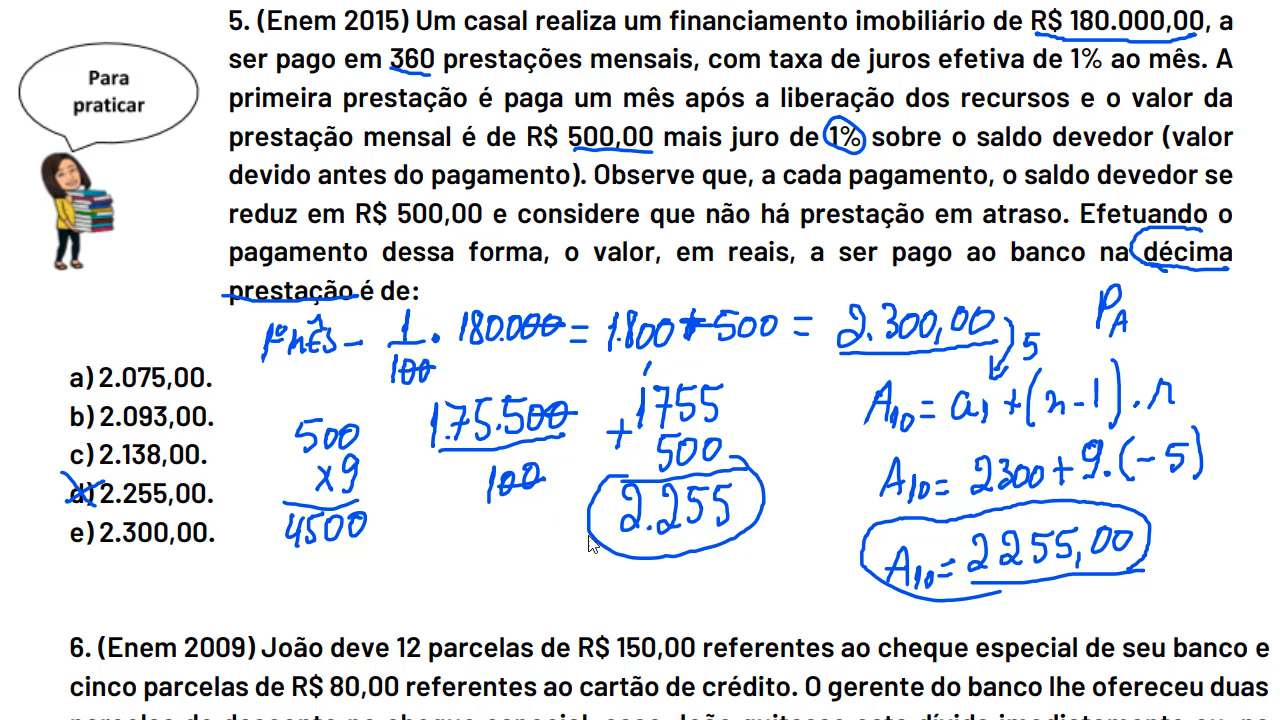 Para
praticar
5. (Enem 2015) Um casal realiza um financiamento imobiliário de R$ 180.000,00, a
ser pago em 360 prestações mensais, com taxa de juros efetiva de 1% ao mês. A
primeira prestação é paga um mês após a liberação dos recursos e o valor da
prestação mensal é de R$ 500,00 mais juro de 1% sobre o saldo devedor (valor
devido antes do pagamento). Observe que, a cada pagamento, o saldo devedor se
reduz em R$ 500,00 e considere que não há prestação em atraso. Efetuando o
pagamento dessa forma, o valor, em reais, a ser pago ao banco na décima
prestação é de:
1º MÊS - 1/100 . 180.000 = 1.800 + 500 = 2.300,00
5
PA
a) 2.075,00.
b) 2.093,00.
c) 2.138,00.
d) 2.255,00.
e) 2.300,00.
500
x9
4500
175.500
100
1
1755
+ 500
2.255
A10 = a1 + (n-1) . r
A10 = 2300 + 9.(-5)
A10 = 2255,00
6. (Enem 2009) João deve 12 parcelas de R$ 150,00 referentes ao cheque especial de seu banco e
cinco parcelas de R$ 80,00 referentes ao cartão de crédito. O gerente do banco lhe ofereceu duas